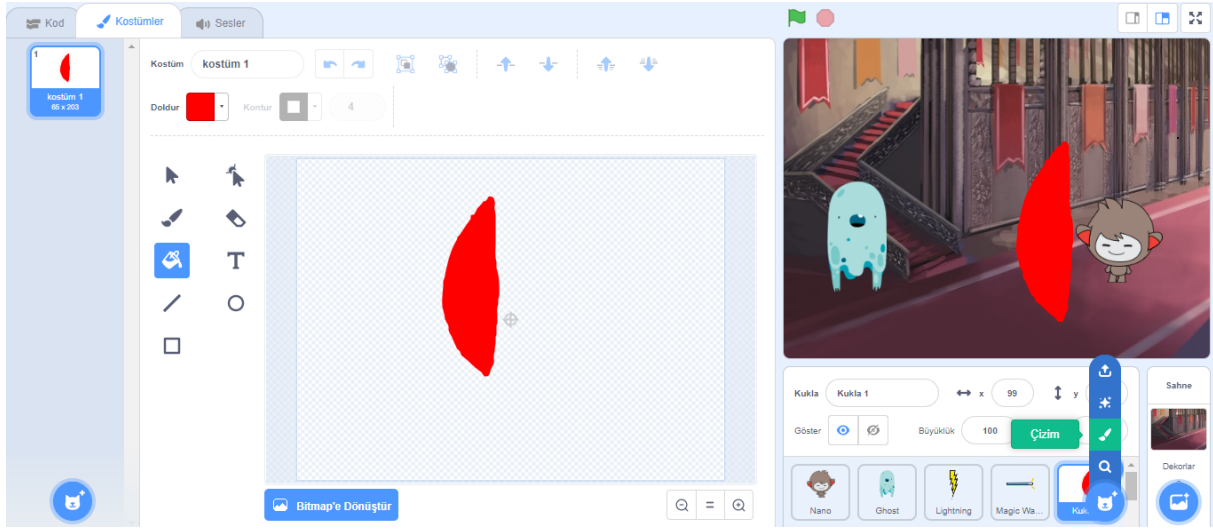 Kod
Kostümler
Sesler
1
kostüm 1
65 x 203
Kostüm
kostüm 1
Doldur
Kontur
4
T
Bitmap'e Dönüştür
Kukla
Kukla 1
x
99
y
Göster
Büyüklük
100
Çizim
Nano
Ghost
Lightning
Magic Wa...
Sahne
Dekorlar